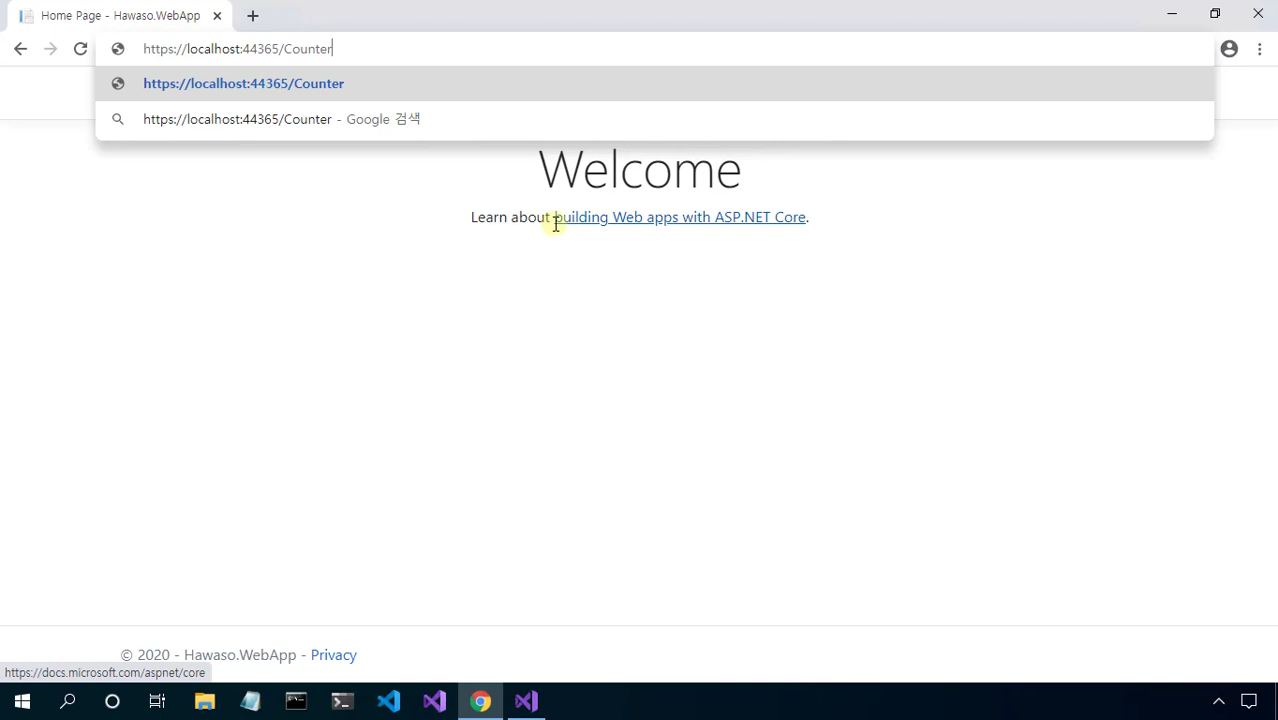 Home Page - Hawaso.WebApp
https://localhost:44365/Counter
https://localhost:44365/Counter
https://localhost:44365/Counter - Google 검색
Welcome
Learn about building Web apps with ASP.NET Core.
© 2020 - Hawaso.WebApp - Privacy
https://docs.microsoft.com/aspnet/core